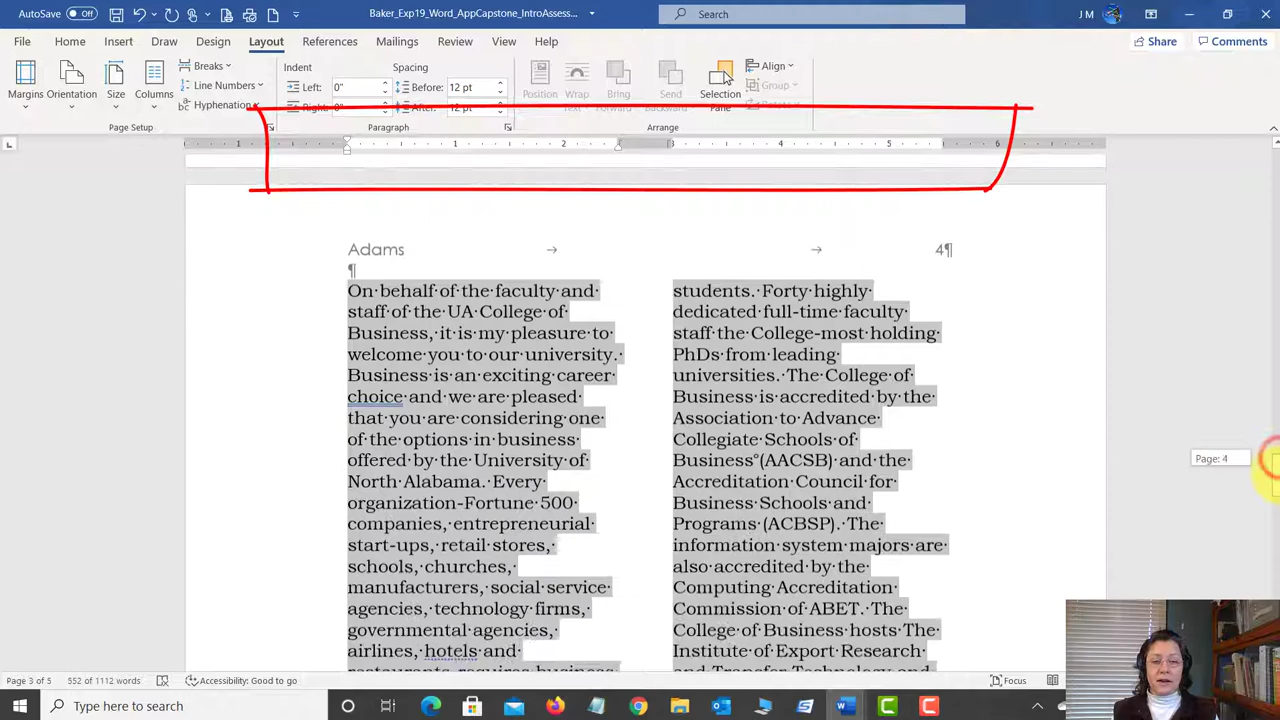 AutoSave Off Baker_Exp19_Word_AppCapstone_IntroAssess... Search J M
File Home Insert Draw Design Layout References Mailings Review View Help Share Comments
Margins Orientation Size Columns Breaks Line Numbers Hyphenation Indent Left: 0" Right: 0" Spacing Before: 12 pt After: 12 pt Position Wrap Bring Send Selection Pane Align Group
Page Setup Paragraph Arrange
1 1 2 3 4 5 6
Adams → → 4¶
¶
On·behalf·of·the·faculty·and·
staff·of·the·UA·College·of·
Business,·it·is·my·pleasure·to·
welcome·you·to·our·university.·
Business·is·an·exciting·career·
choice·and·we·are·pleased·
that·you·are·considering·one·
of·the·options·in·business·
offered·by·the·University·of·
North·Alabama.·Every·
organization-Fortune·500·
companies,·entrepreneurial·
start-ups,·retail·stores,·
schools,·churches,·
manufacturers,·social·service·
agencies,·technology·firms,·
governmental·agencies,·
airlines,·hotels·and·
restaurants·require·business·
students.·Forty·highly·
dedicated·full-time·faculty·
staff·the·College-most·holding·
PhDs·from·leading·
universities.·The·College·of·
Business·is·accredited·by·the·
Association·to·Advance·
Collegiate·Schools·of·
Business°(AACSB)·and·the·
Accreditation·Council·for·
Business·Schools·and·
Programs·(ACBSP).·The·
information·system·majors·are·
also·accredited·by·the·
Computing·Accreditation·
Commission·of·ABET.·The·
College·of·Business·hosts·The·
Institute·of·Export·Research·
and·Transfer·Technology·and·
Page: 4
Page 3 of 5 552 of 1112 words Accessibility: Good to go Focus
Type here to search